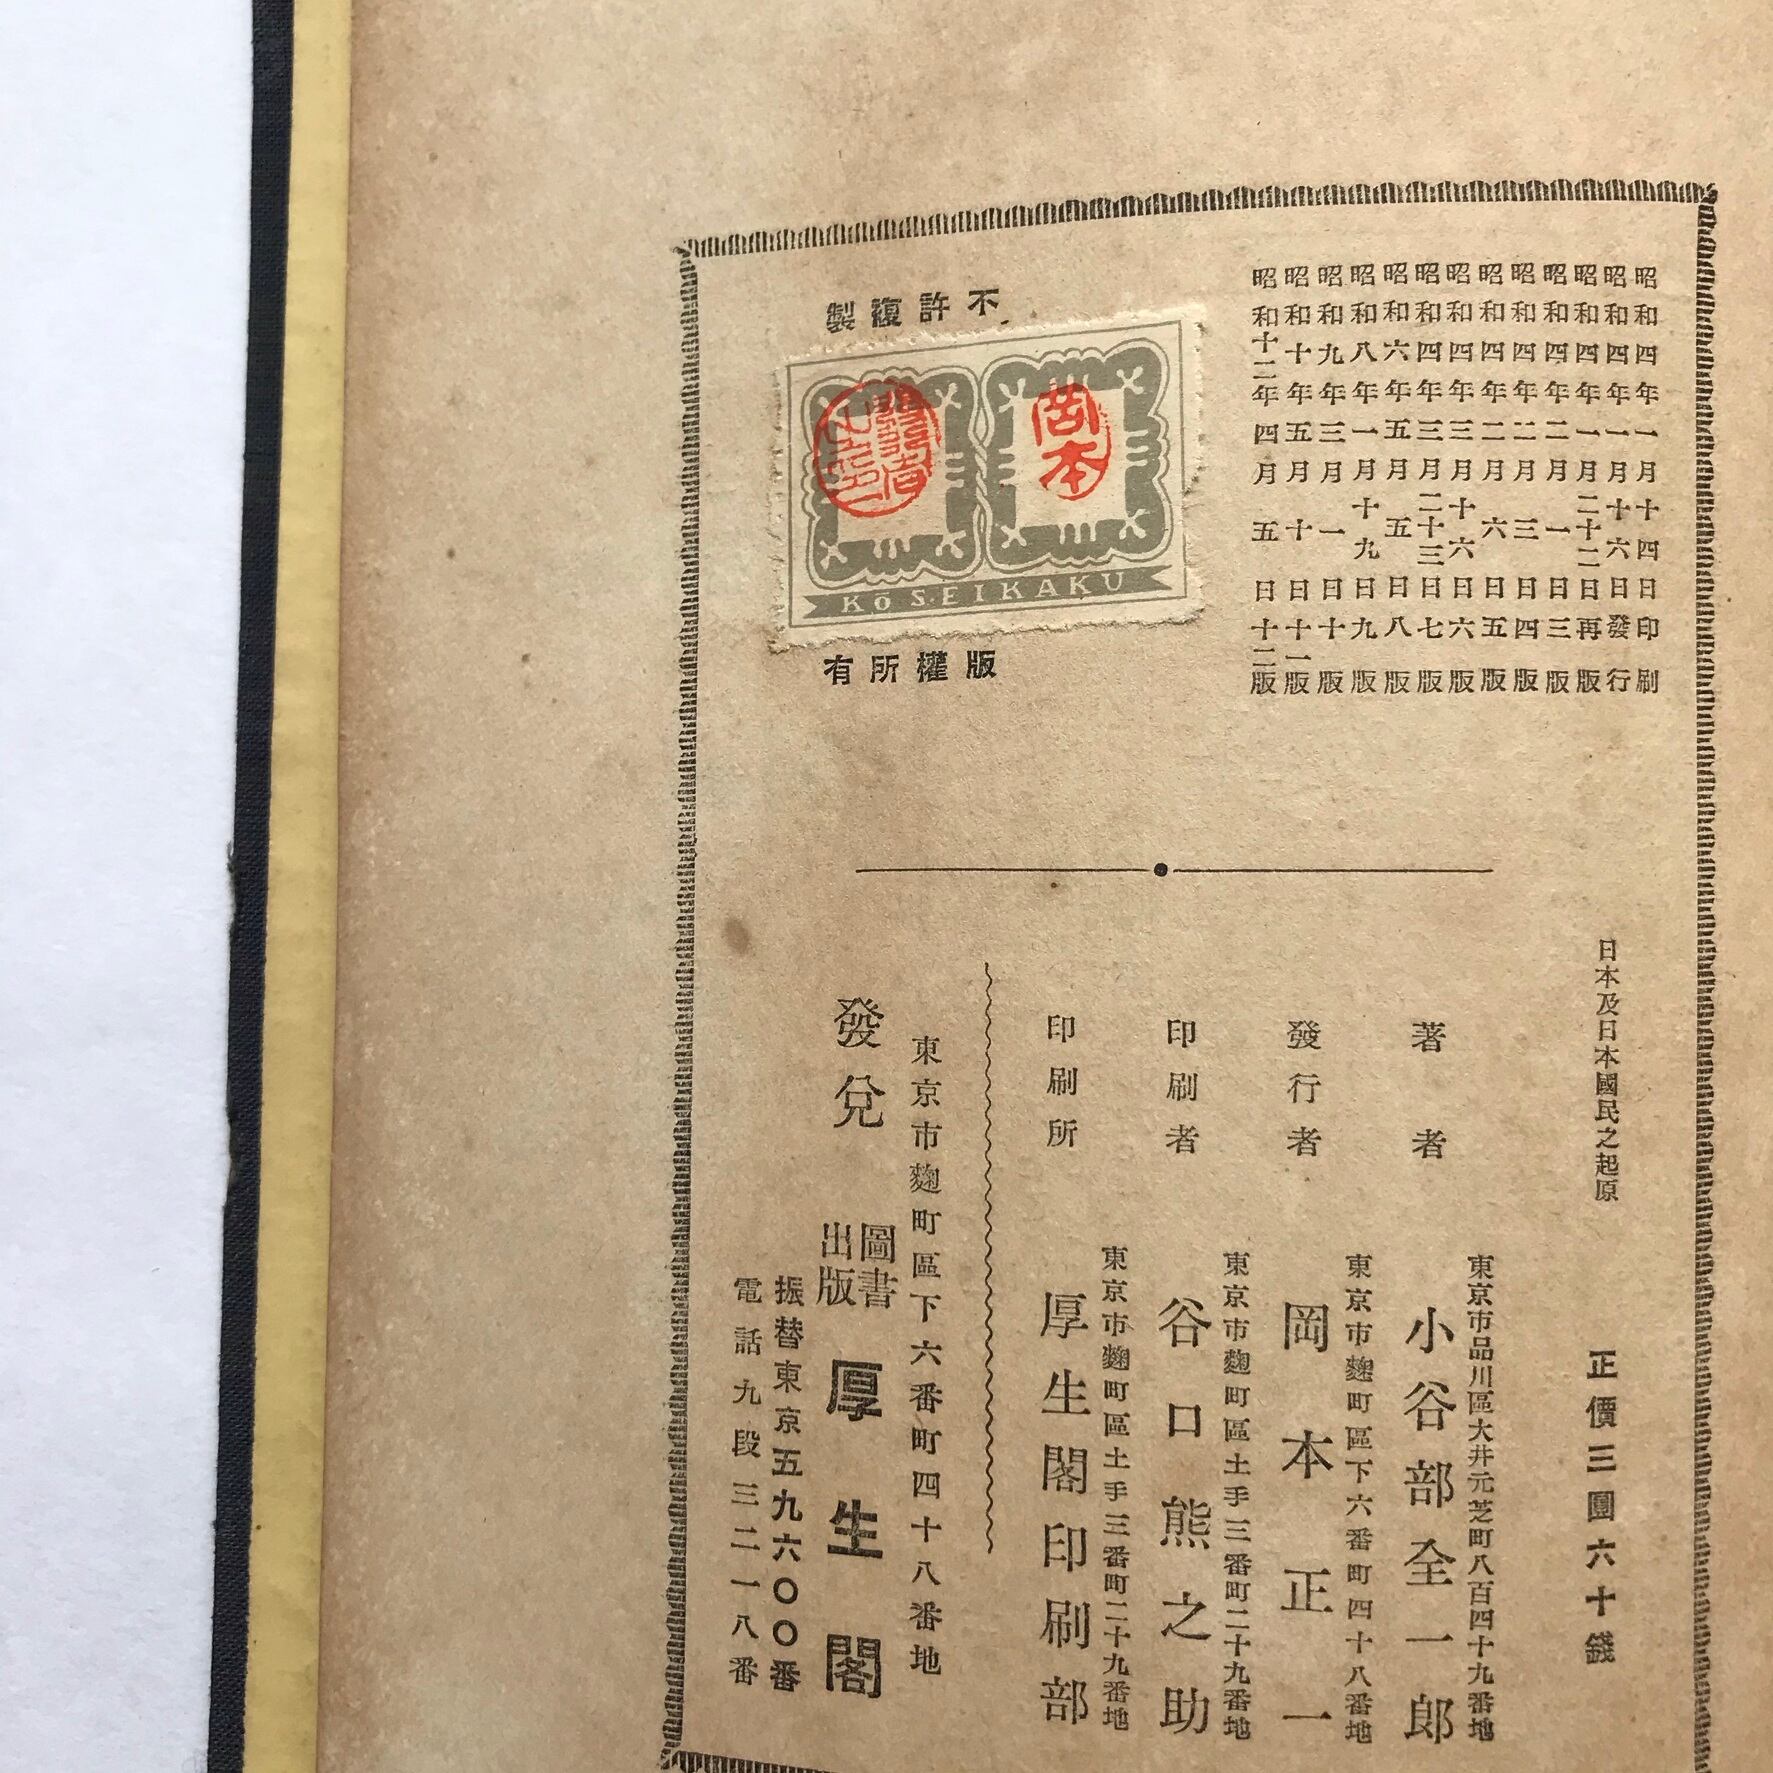 昭和四年一月十四日印刷
昭和四年一月十六日發行
昭和四年一月二十二日再版
昭和四年二月一日三版
昭和四年二月三日四版
昭和四年二月六日五版
昭和四年三月十六日六版
昭和四年三月二十三日七版
昭和六年五月五日八版
昭和八年一月十九日九版
昭和九年三月一日十版
昭和十年五月十日十一版
昭和十二年四月五日十二版
不許複製
岡本
KŌSEIKAKU
版權所有
日本及日本國民之起原
正價三圓六十錢
東京市品川區大井元芝町八百四十九番地
著者 小谷部全一郎
東京市麴町區下六番町四十八番地
發行者 岡本正一
東京市麴町區土手三番町二十九番地
印刷者 谷口熊之助
東京市麴町區土手三番町二十九番地
印刷所 厚生閣印刷部
東京市麴町區下六番町四十八番地
發兌 圖書出版 厚生閣
振替東京五九六〇〇番
電話九段三二一八番